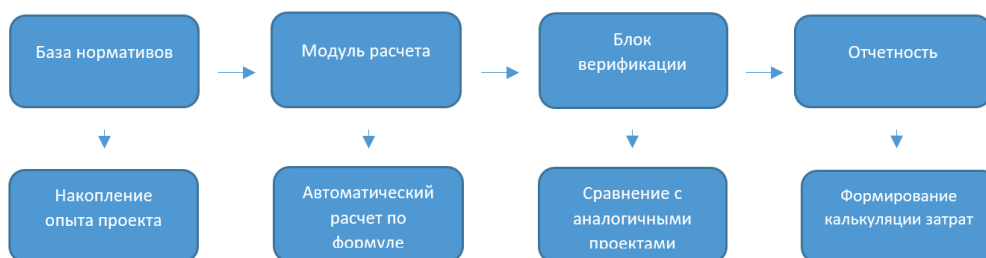 База нормативов
Модуль расчета
Блок
верификации
Отчетность
Накопление
опыта проекта
Автоматический
расчет по
формуле
Сравнение с
аналогичными
проектами
Формирование
калькуляции затрат